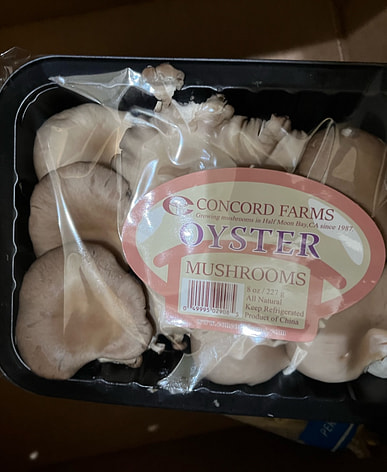 CONCORD FARMS
Growing mushrooms in Half Moon Bay, CA since 1987.
OYSTER
MUSHROOMS
8 oz / 227 g
All Natural
Keep Refrigerated
Product of China